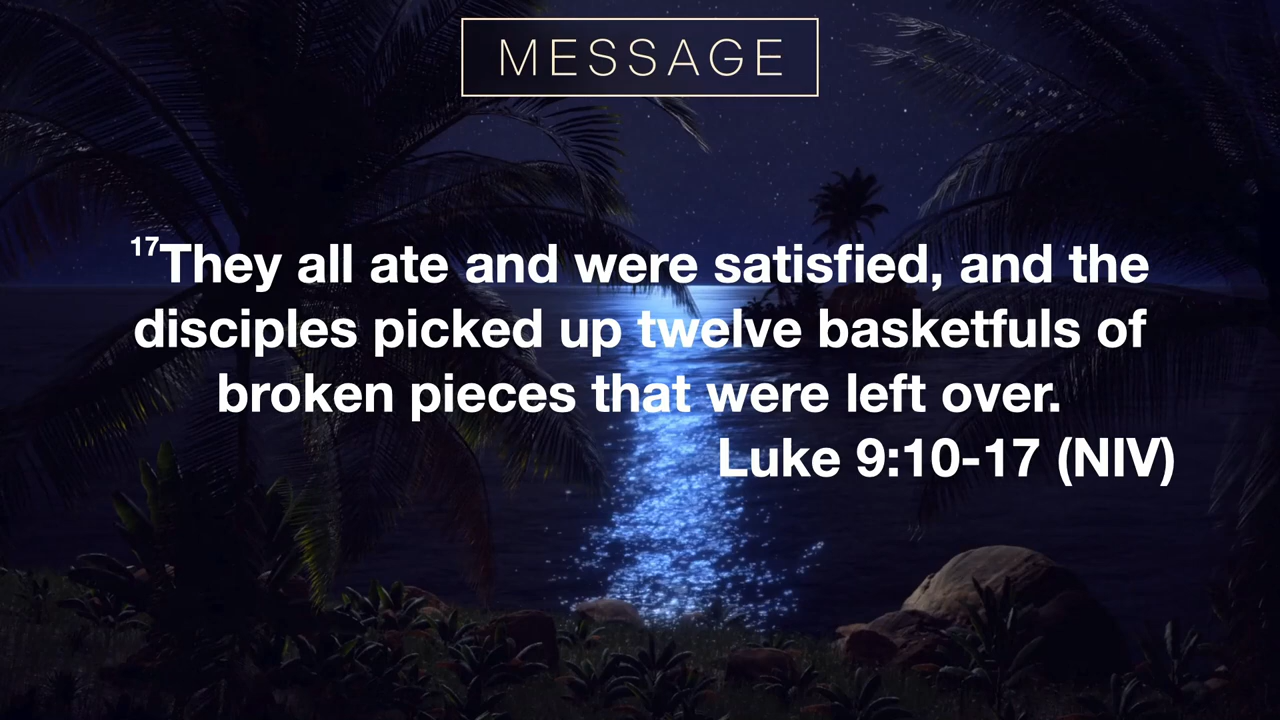 MESSAGE
17They all ate and were satisfied, and the
disciples picked up twelve basketfuls of
broken pieces that were left over.
Luke 9:10-17 (NIV)